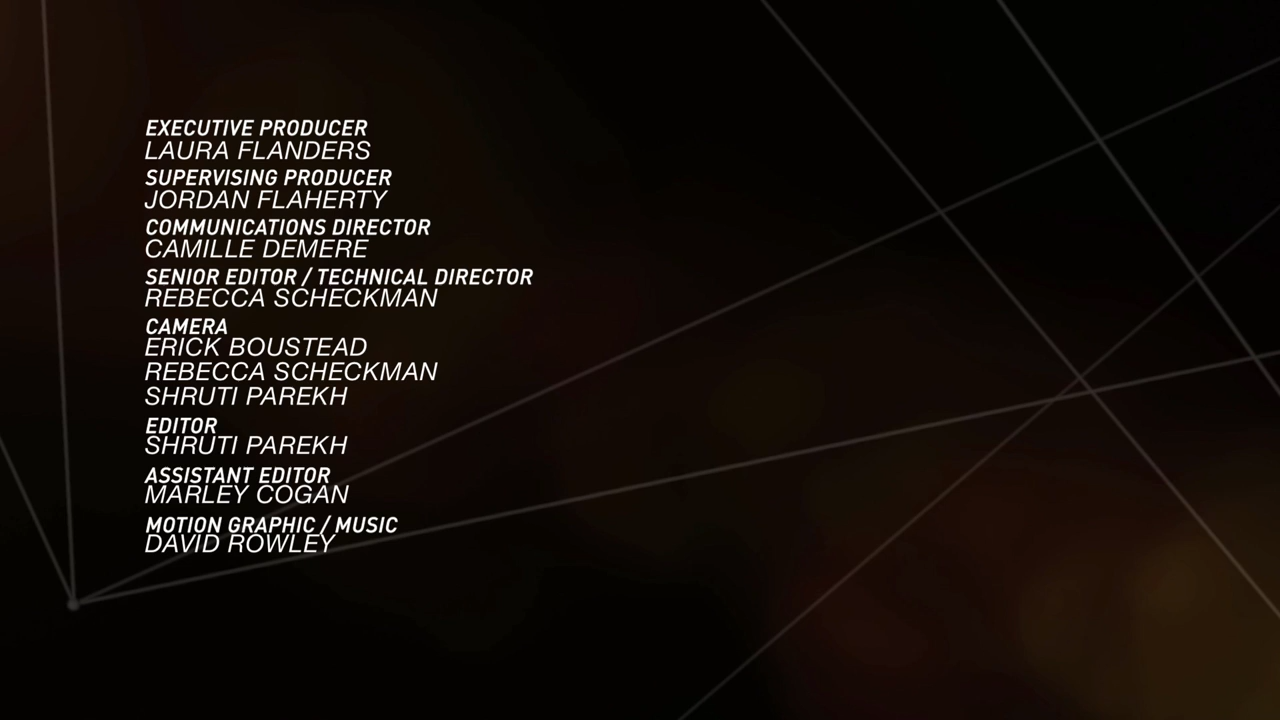 EXECUTIVE PRODUCER
LAURA FLANDERS
SUPERVISING PRODUCER
JORDAN FLAHERTY
COMMUNICATIONS DIRECTOR
CAMILLE DEMERE
SENIOR EDITOR / TECHNICAL DIRECTOR
REBECCA SCHECKMAN
CAMERA
ERICK BOUSTEAD
REBECCA SCHECKMAN
SHRUTI PAREKH
EDITOR
SHRUTI PAREKH
ASSISTANT EDITOR
MARLEY COGAN
MOTION GRAPHIC / MUSIC
DAVID ROWLEY